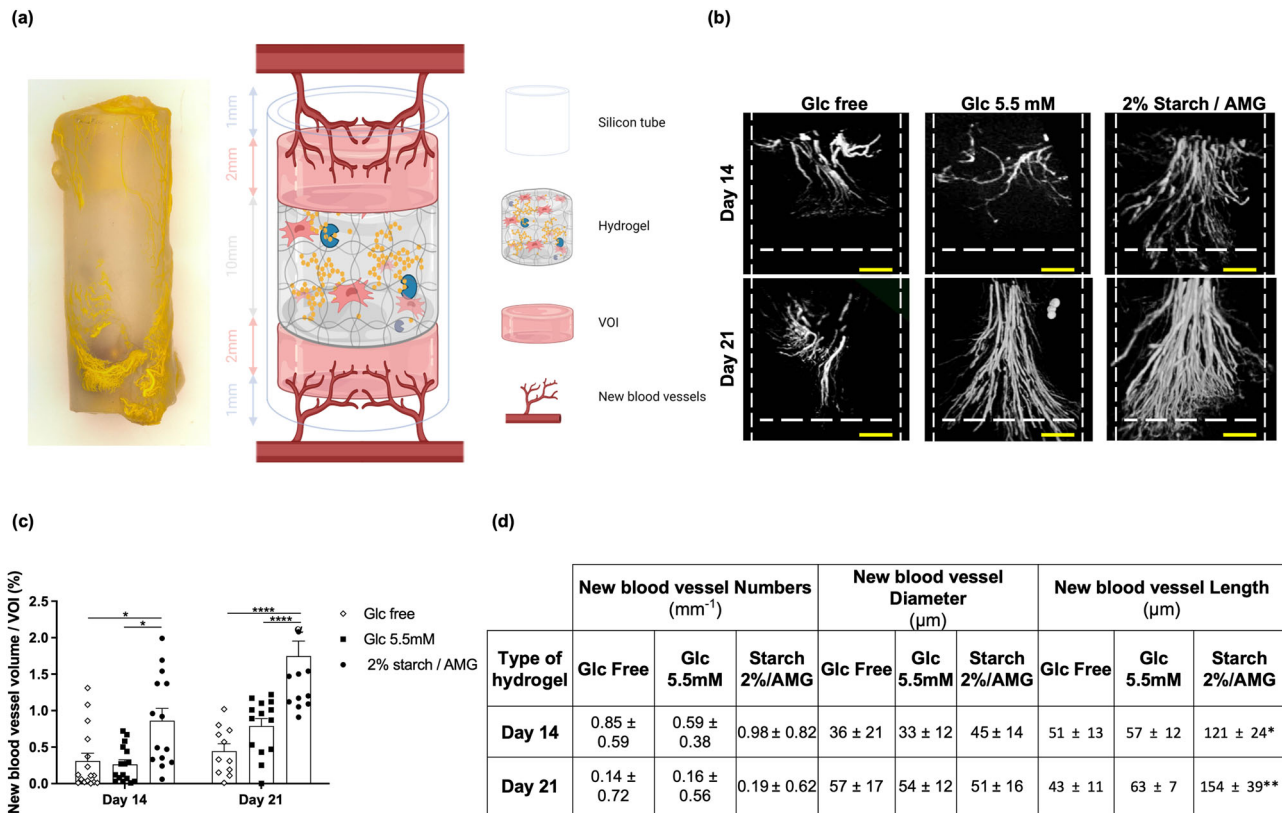 (a)
1mm
2mm
10mm
2mm
1mm
Silicon tube
Hydrogel
VOI
New blood vessels
(b)
Glc free
Glc 5.5 mM
2% Starch / AMG
Day 14
Day 21
(c)
New blood vessel volume / VOI (%)
2.5
2.0
1.5
1.0
0.5
0.0
*
*
****
****
α
Day 14
Day 21
Glc free
Glc 5.5mM
2% starch / AMG
(d)
New blood vessel Numbers
(mm⁻¹)
New blood vessel
Diameter
(µm)
New blood vessel Length
(µm)
Type of
hydrogel
Glc Free
Glc
5.5mM
Starch
2%/AMG
Glc Free
Glc
5.5mM
Starch
2%/AMG
Glc Free
Glc
5.5mM
Starch
2%/AMG
Day 14
0.85 ±
0.59
0.59 ±
0.38
0.98 ± 0.82
36 ± 21
33 ± 12
45 ± 14
51 ± 13
57 ± 12
121 ± 24*
Day 21
0.14 ±
0.72
0.16 ±
0.56
0.19 ± 0.62
57 ± 17
54 ± 12
51 ± 16
43 ± 11
63 ± 7
154 ± 39**